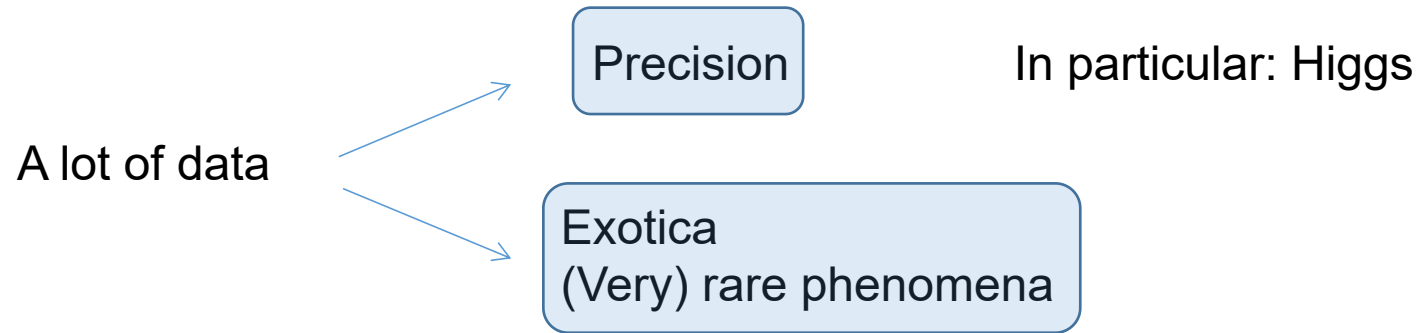 Precision
In particular: Higgs
A lot of data
Exotica
(Very) rare phenomena